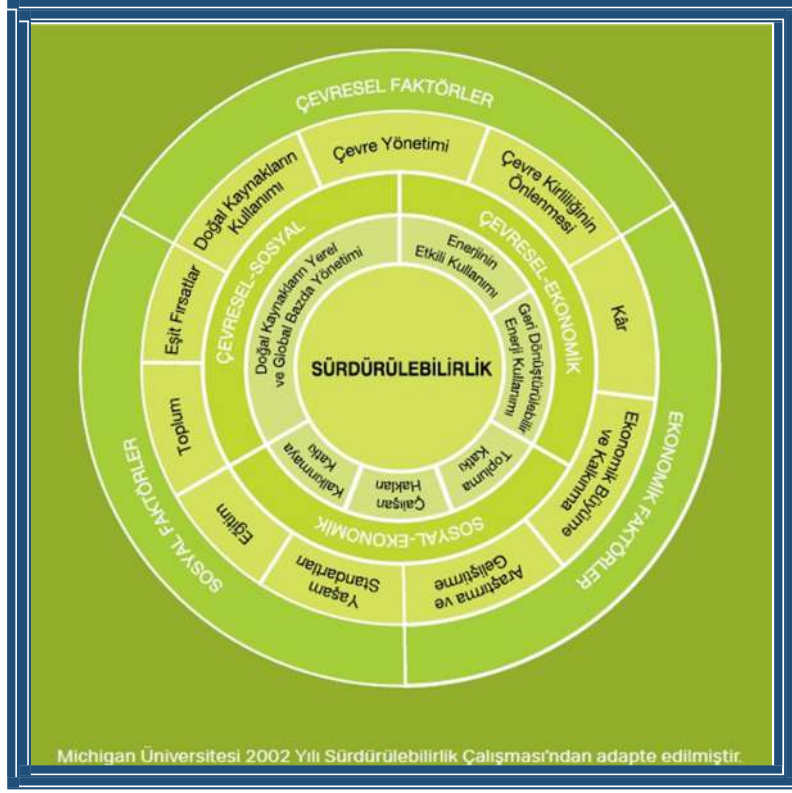 ÇEVRESEL FAKTÖRLER
Doğal Kaynakların
Kullanımı
Çevre Yönetimi
Çevre Kirliliğinin
Önlenmesi
ÇEVRESEL-SOSYAL
ÇEVRESEL-EKONOMİK
Doğal Kaynakların Yerel
ve Global Bazda Yönetimi
Enerjinin
Etkili Kullanımı
Geri Dönüştürülebilir
Enerji Kullanımı
Eşit Fırsatlar
Kâr
SÜRDÜRÜLEBİLİRLİK
Toplum
Ekonomik Büyüme
ve Kalkınma
Kalkınmaya
Katkı
Çalışan
Hakları
Topluma
Katkı
SOSYAL-EKONOMİK
SOSYAL FAKTÖRLER
EKONOMİK FAKTÖRLER
Eğitim
Yaşam
Standartları
Araştırma ve
Geliştirme
Michigan Üniversitesi 2002 Yılı Sürdürülebilirlik Çalışması'ndan adapte edilmiştir.